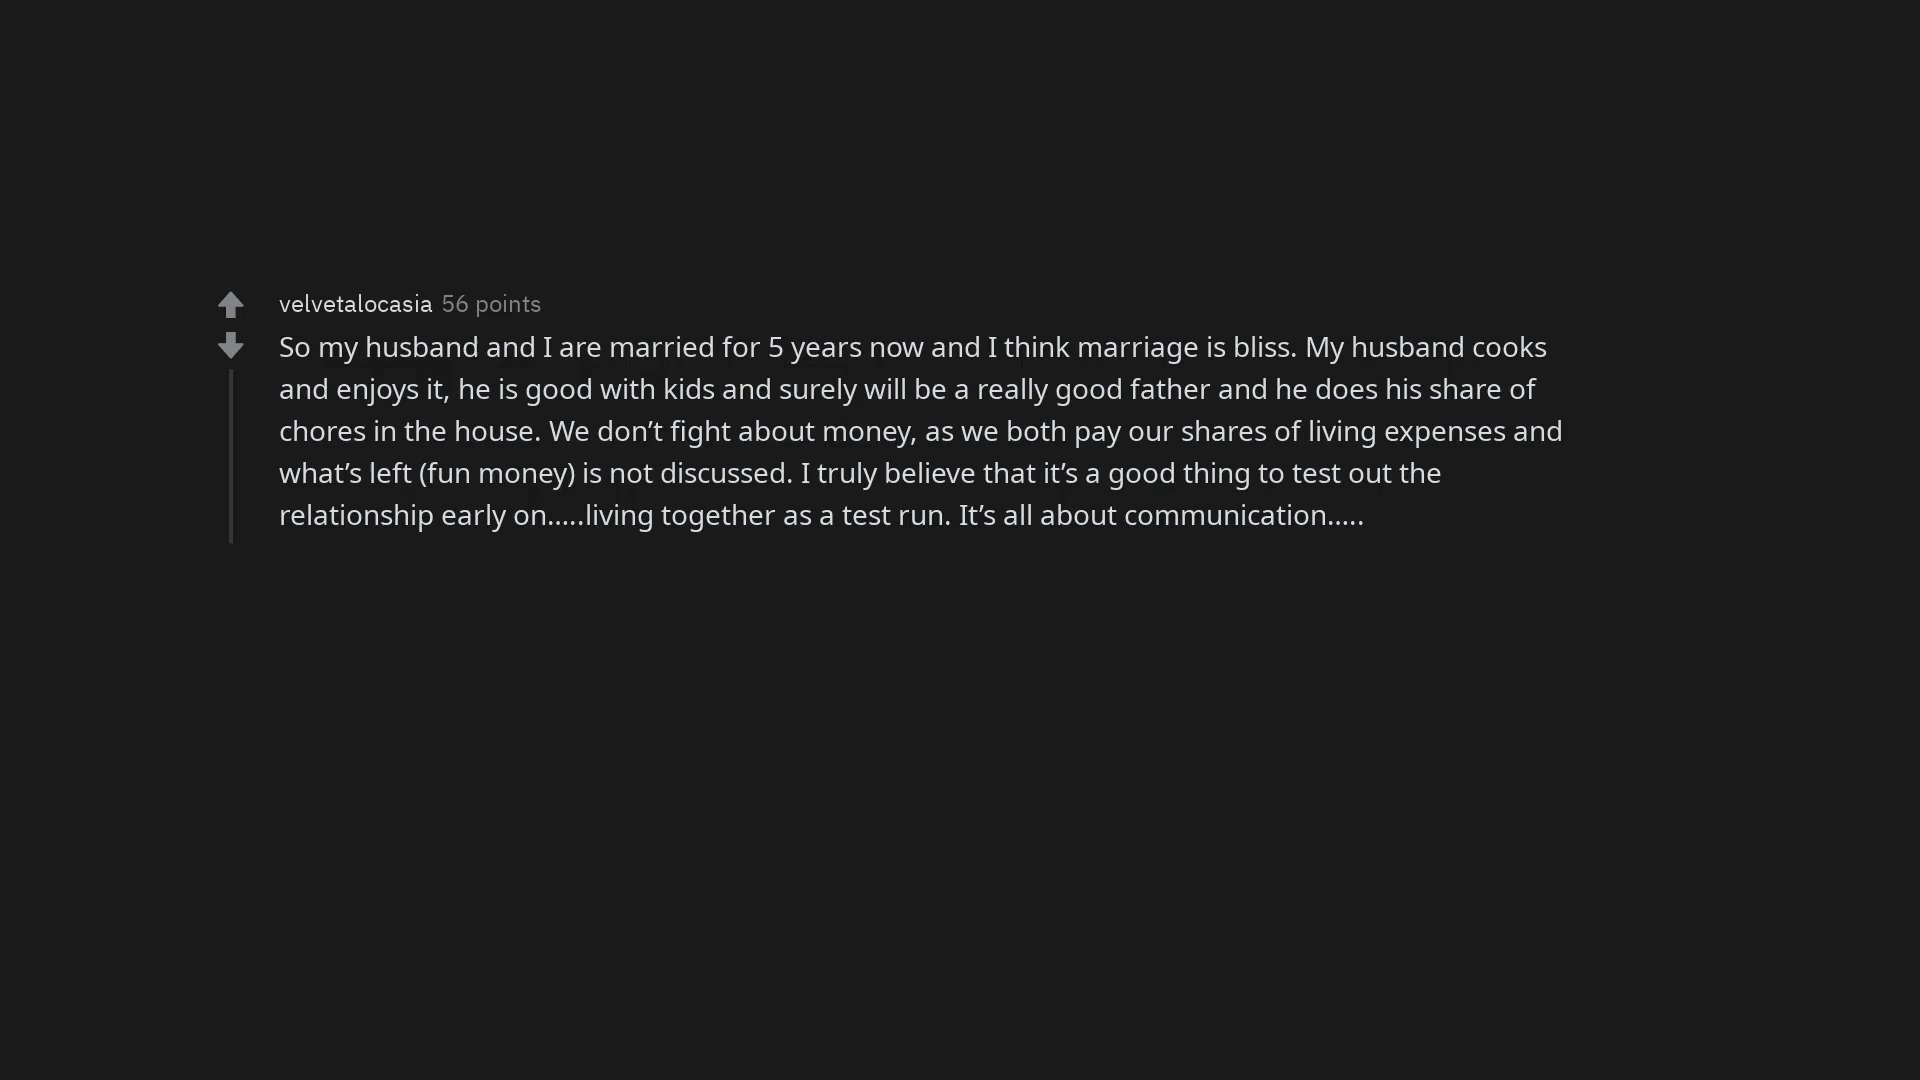 velvetalocasia 56 points
So my husband and I are married for 5 years now and I think marriage is bliss. My husband cooks
and enjoys it, he is good with kids and surely will be a really good father and he does his share of
chores in the house. We don’t fight about money, as we both pay our shares of living expenses and
what’s left (fun money) is not discussed. I truly believe that it’s a good thing to test out the
relationship early on.....living together as a test run. It’s all about communication.....